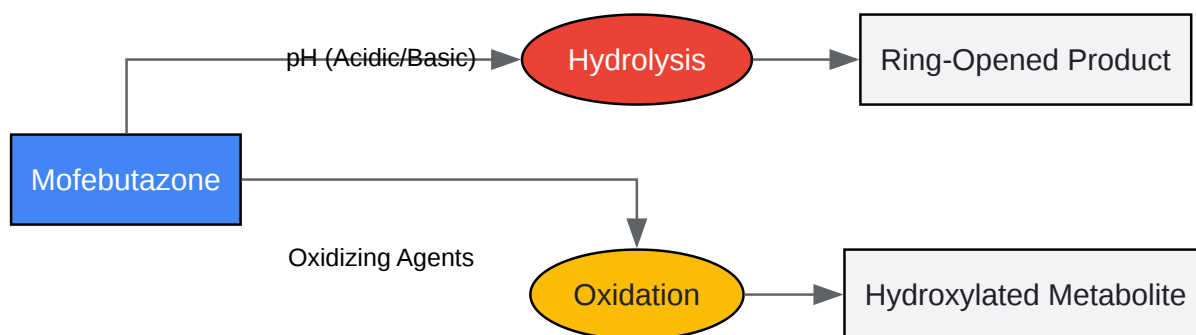 pH (Acidic/Basic)
Hydrolysis
Ring-Opened Product
Mofebutazone
Oxidizing Agents
Oxidation
Hydroxylated Metabolite